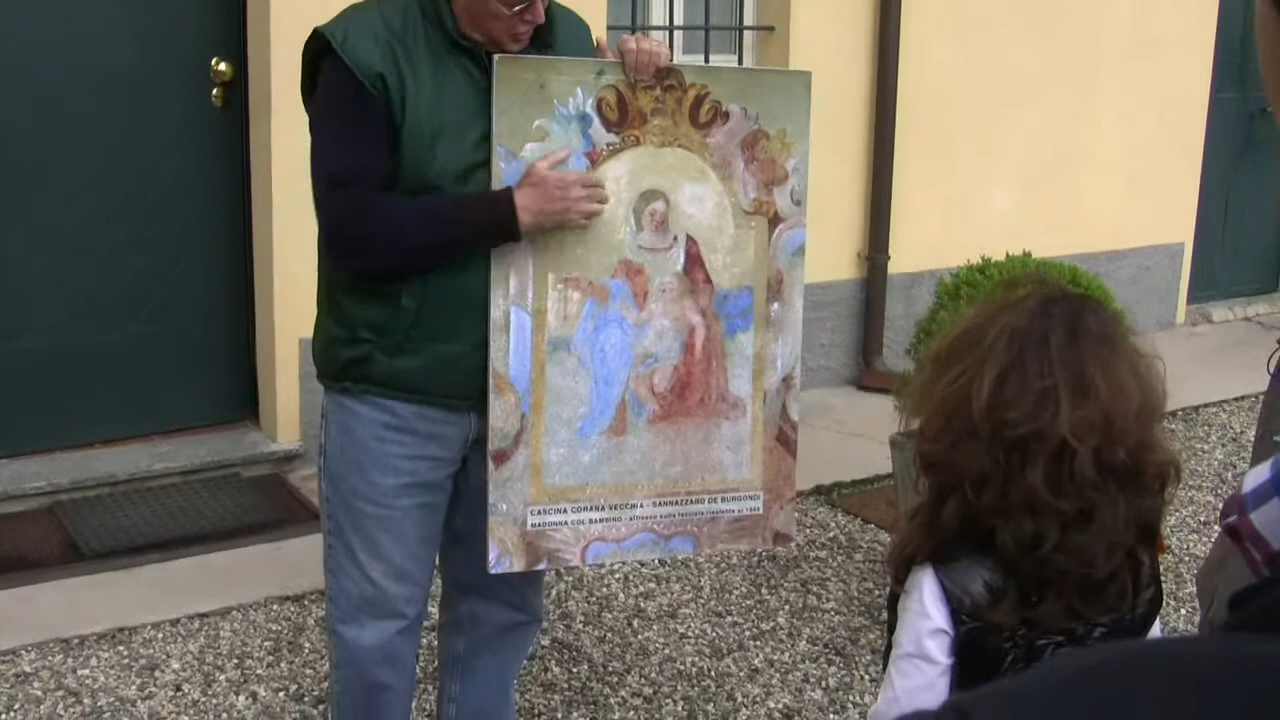 CASCINA CORANA VECCHIA - SANNAZZARO DE BURGONDI
MADONNA COL BAMBINO - affresco sulla facciata risalente al